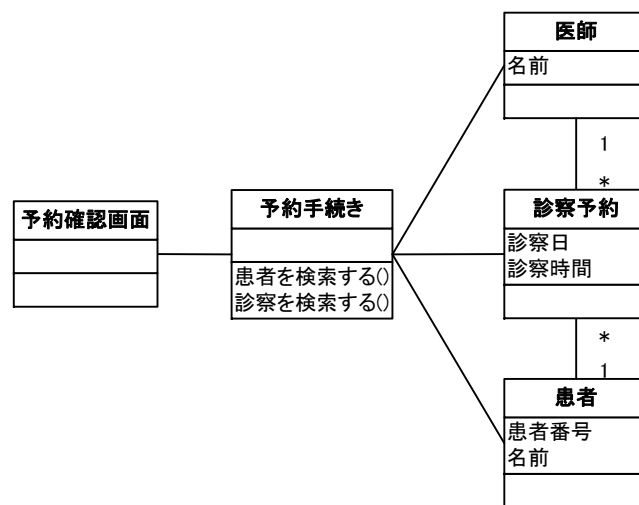 医師
名前
1
*
予約確認画面
予約手続き
患者を検索する()
診察を検索する()
診察予約
診察日
診察時間
*
1
患者
患者番号
名前